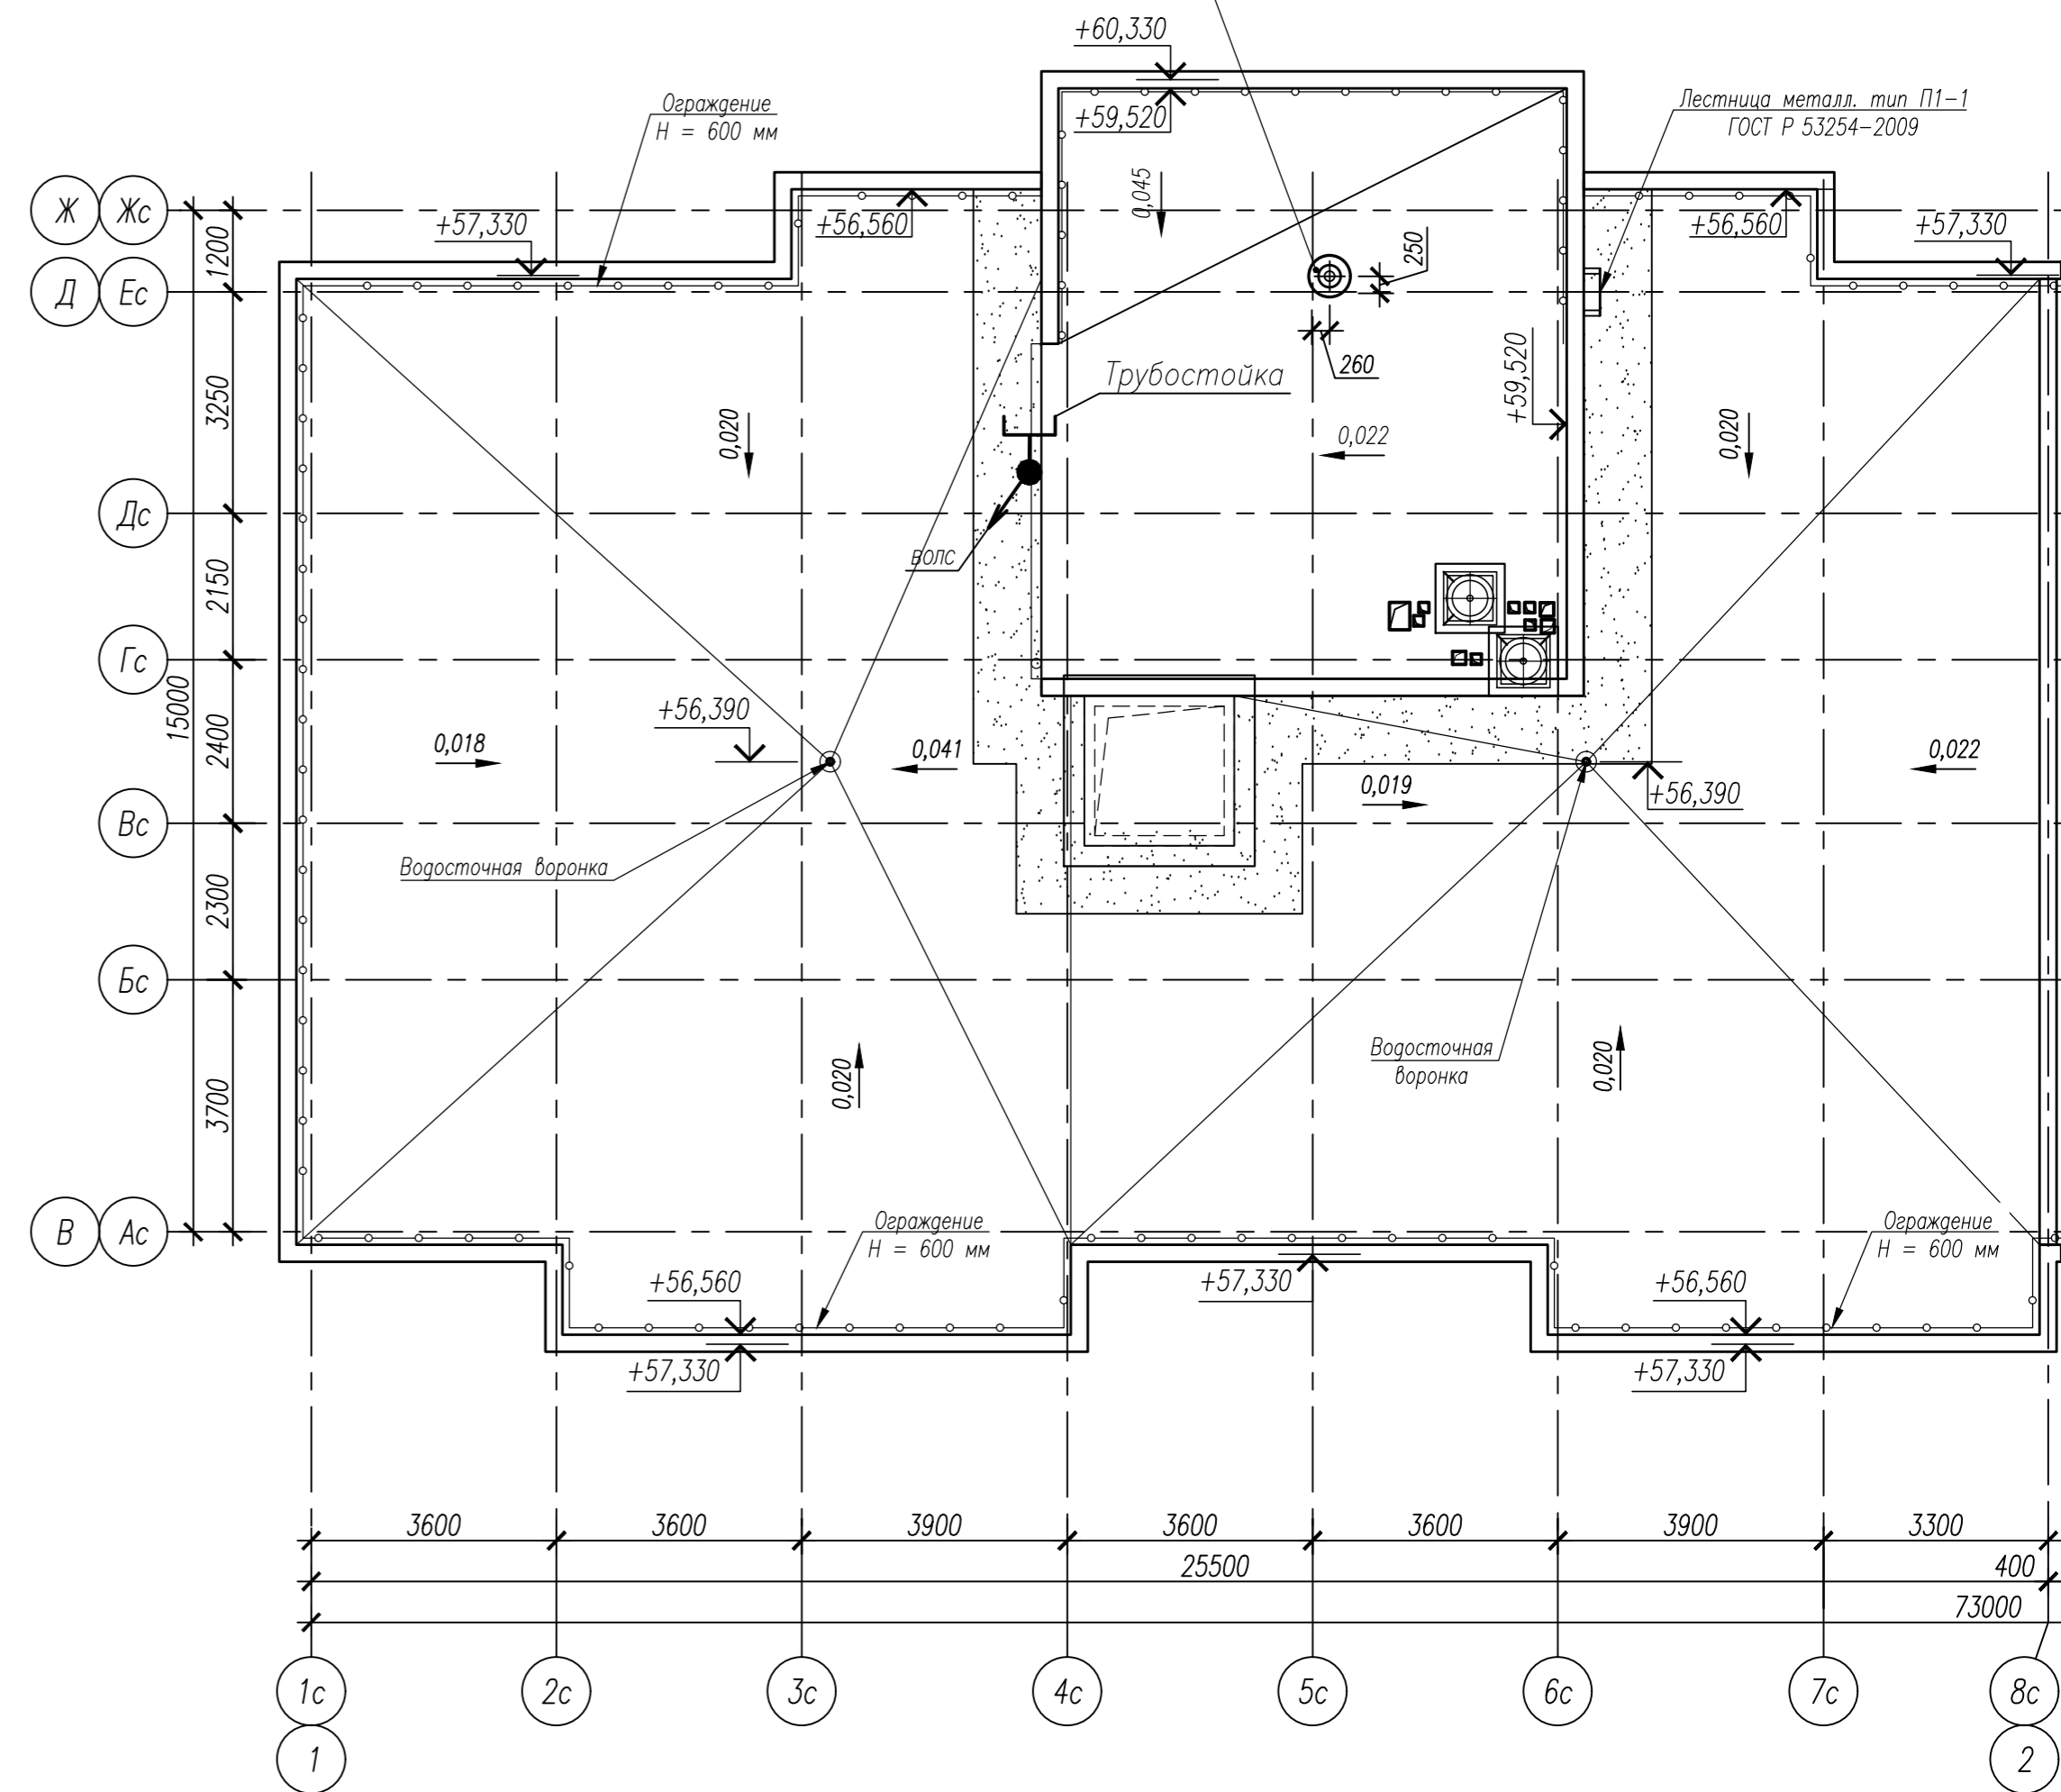 +60,330
Ограждение
Н = 600 мм
+59,520
Лестница металл. тип П1-1
ГОСТ Р 53254-2009
Ж
Жс
+57,330
+56,560
0,045
+56,560
+57,330
1200
250
Д
Ес
260
+59,520
Трубостойка
3250
0,020
0,022
0,020
Дс
ВОЛС
2150
Гс
15000
2400
+56,390
0,018
0,041
0,019
+56,390
0,022
Вс
Водосточная воронка
2300
Бс
Водосточная
воронка
0,020
0,020
3700
В
Ас
Ограждение
Н = 600 мм
Ограждение
Н = 600 мм
+56,560
+57,330
+56,560
+57,330
+57,330
3600
3600
3900
3600
3600
3900
3300
25500
400
73000
1с
2с
3с
4с
5с
6с
7с
8с
1
2